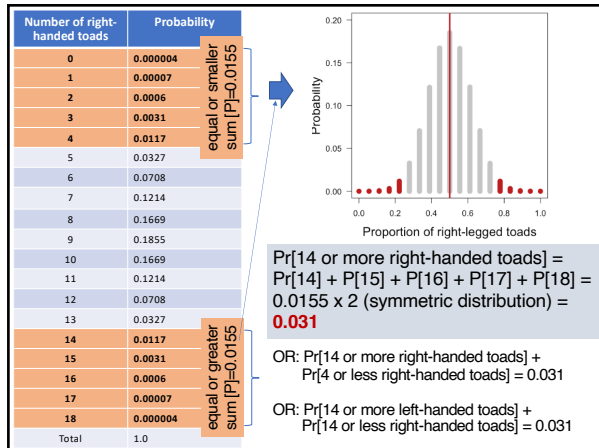 Number of right-
handed toads
Probability
0 0.000004
1 0.00007
2 0.0006
3 0.0031
4 0.0117
5 0.0327
6 0.0708
7 0.1214
8 0.1669
9 0.1855
10 0.1669
11 0.1214
12 0.0708
13 0.0327
14 0.0117
15 0.0031
16 0.0006
17 0.00007
18 0.000004
Total 1.0
equal or smaller
sum [P]=0.0155
equal or greater
sum [P]=0.0155
Probability
0.20
0.15
0.10
0.05
0.00
0.0 0.2 0.4 0.6 0.8 1.0
Proportion of right-legged toads
Pr[14 or more right-handed toads] =
Pr[14] + P[15] + P[16] + P[17] + P[18] =
0.0155 x 2 (symmetric distribution) =
0.031
OR: Pr[14 or more right-handed toads] +
Pr[4 or less right-handed toads] = 0.031
OR: Pr[14 or more left-handed toads] +
Pr[14 or less right-handed toads] = 0.031